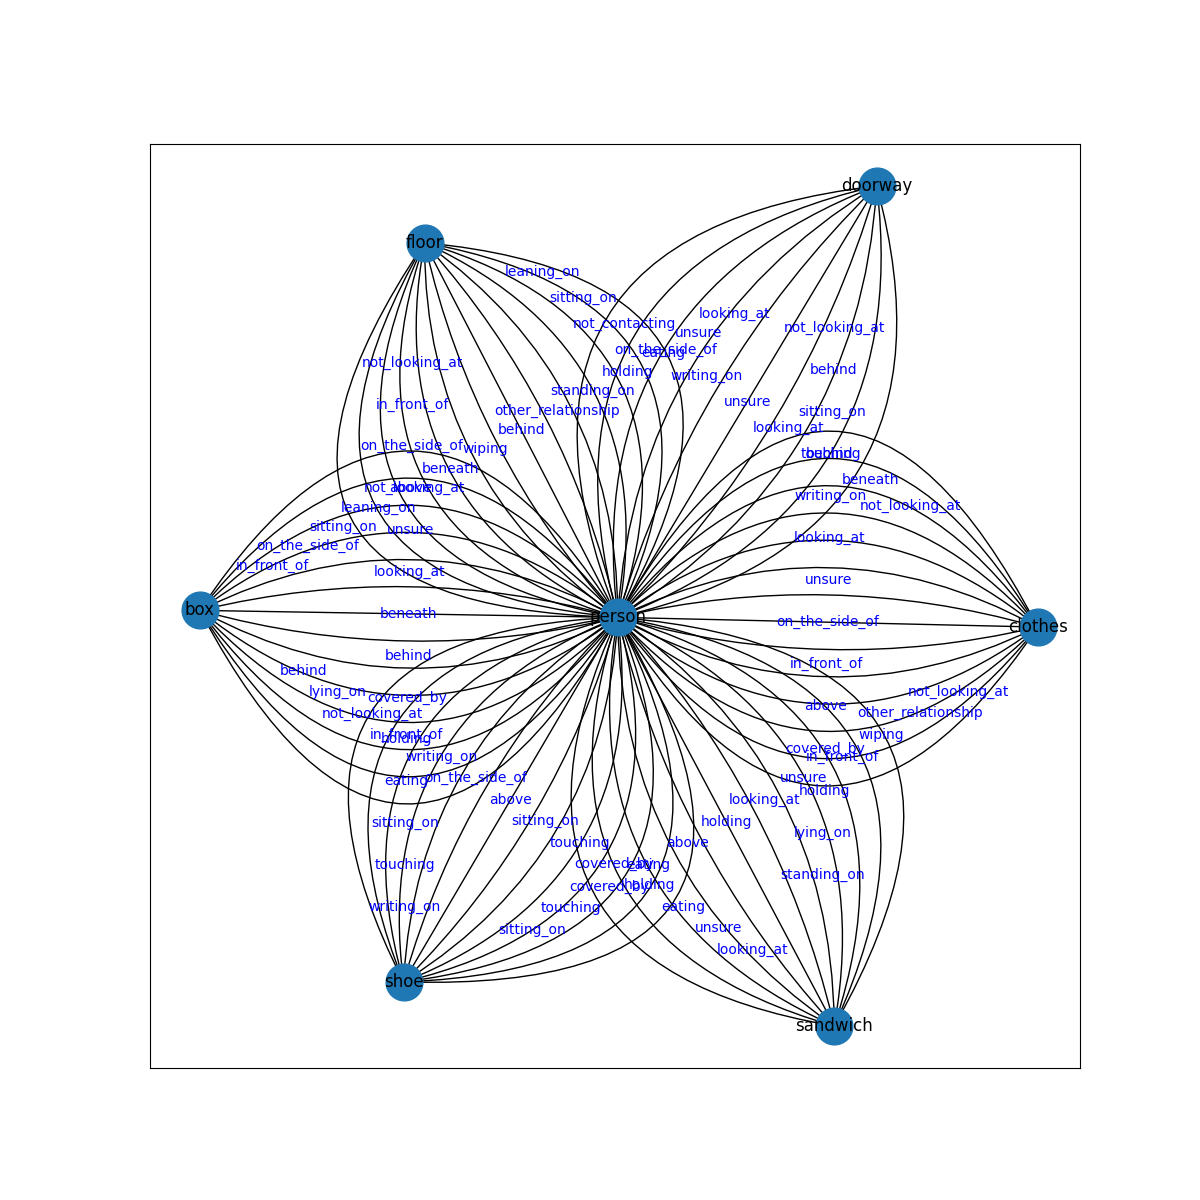 doorway
floor
leaning_on
sitting_on
looking_at
not_contacting
not_looking_at
unsure
on_the_side_of
eating
not_looking_at
behind
holding
writing_on
standing_on
unsure
in_front_of
other_relationship
sitting_on
behind
looking_at
on_the_side_of
wiping
touching
behind
beneath
beneath
not_looking_at
above
writing_on
leaning_on
not_looking_at
sitting_on
unsure
looking_at
on_the_side_of
in_front_of
looking_at
unsure
box
beneath
person
on_the_side_of
clothes
behind
in_front_of
behind
lying_on
covered_by
not_looking_at
above
not_looking_at
other_relationship
in_front_of
holding
wiping
covered_by
in_front_of
writing_on
eating
on_the_side_of
unsure
holding
above
looking_at
sitting_on
sitting_on
holding
lying_on
touching
above
touching
covered_by
eating
standing_on
covered_by
holding
writing_on
touching
eating
sitting_on
unsure
looking_at
shoe
sandwich